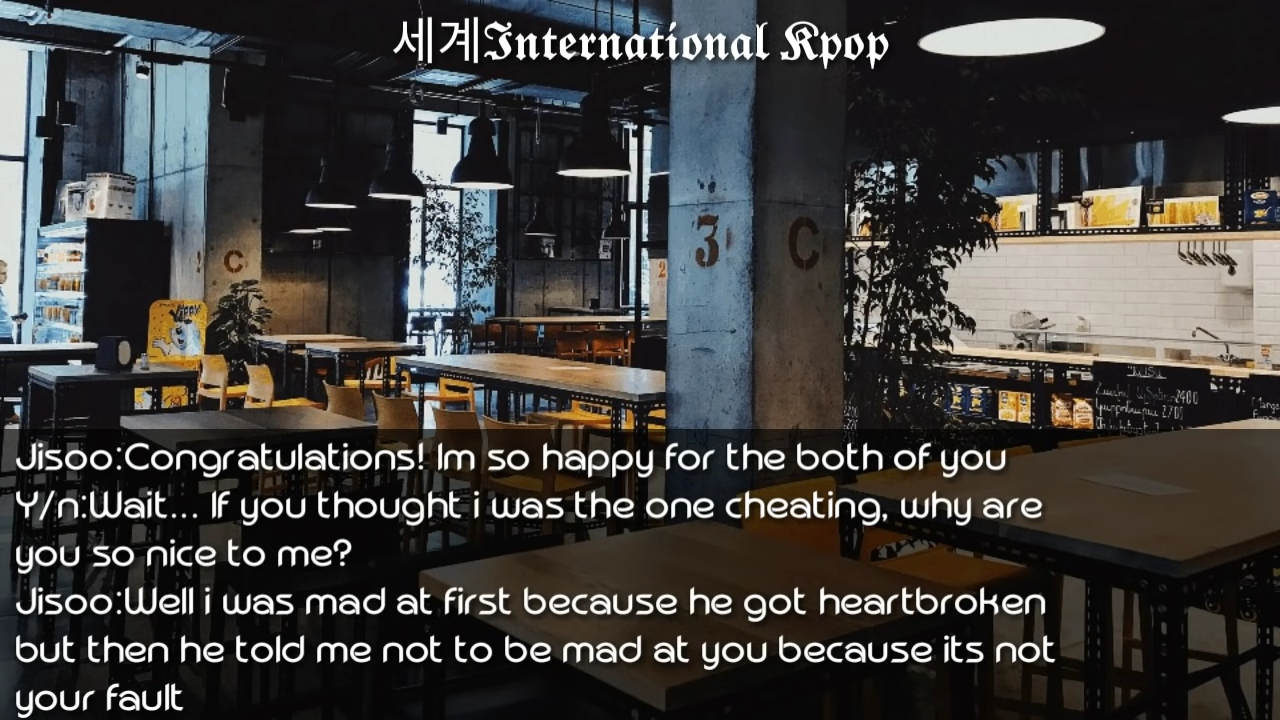 세계International Kpop
3
C
C
2
Jisoo:Congratulations! Im so happy for the both of you
Y/n:Wait... If you thought i was the one cheating, why are
you so nice to me?
Jisoo:Well i was mad at first because he got heartbroken
but then he told me not to be mad at you because its not
your fault